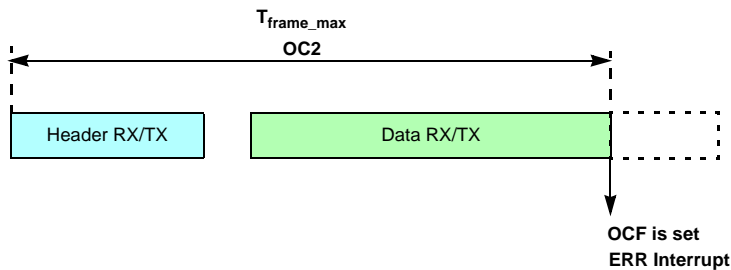 Tframe_max
OC2
Header RX/TX
Data RX/TX
OCF is set
ERR Interrupt